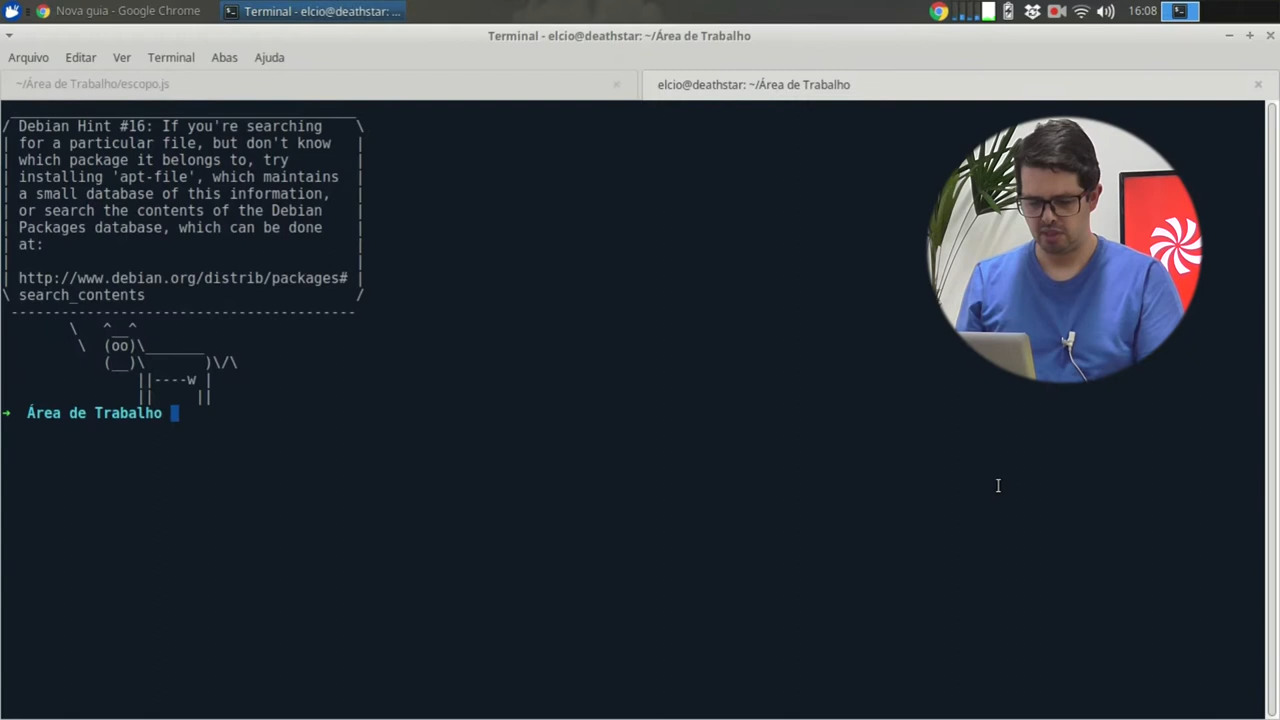 Nova guia - Google Chrome
Terminal - elcio@deathstar: ...
16:08
Terminal - elcio@deathstar: ~/Área de Trabalho
Arquivo Editar Ver Terminal Abas Ajuda
~/Área de Trabalho/escopo.js
elcio@deathstar: ~/Área de Trabalho
/ Debian Hint #16: If you're searching \
| for a particular file, but don't know |
| which package it belongs to, try |
| installing 'apt-file', which maintains |
| a small database of this information, |
| or search the contents of the Debian |
| Packages database, which can be done |
| at: |
| |
| http://www.debian.org/distrib/packages# |
\ search_contents /
-----------------------------------------
\ ^__^
\ (oo)\_______
(__)\ )\/\
||----w |
|| ||
➜ Área de Trabalho